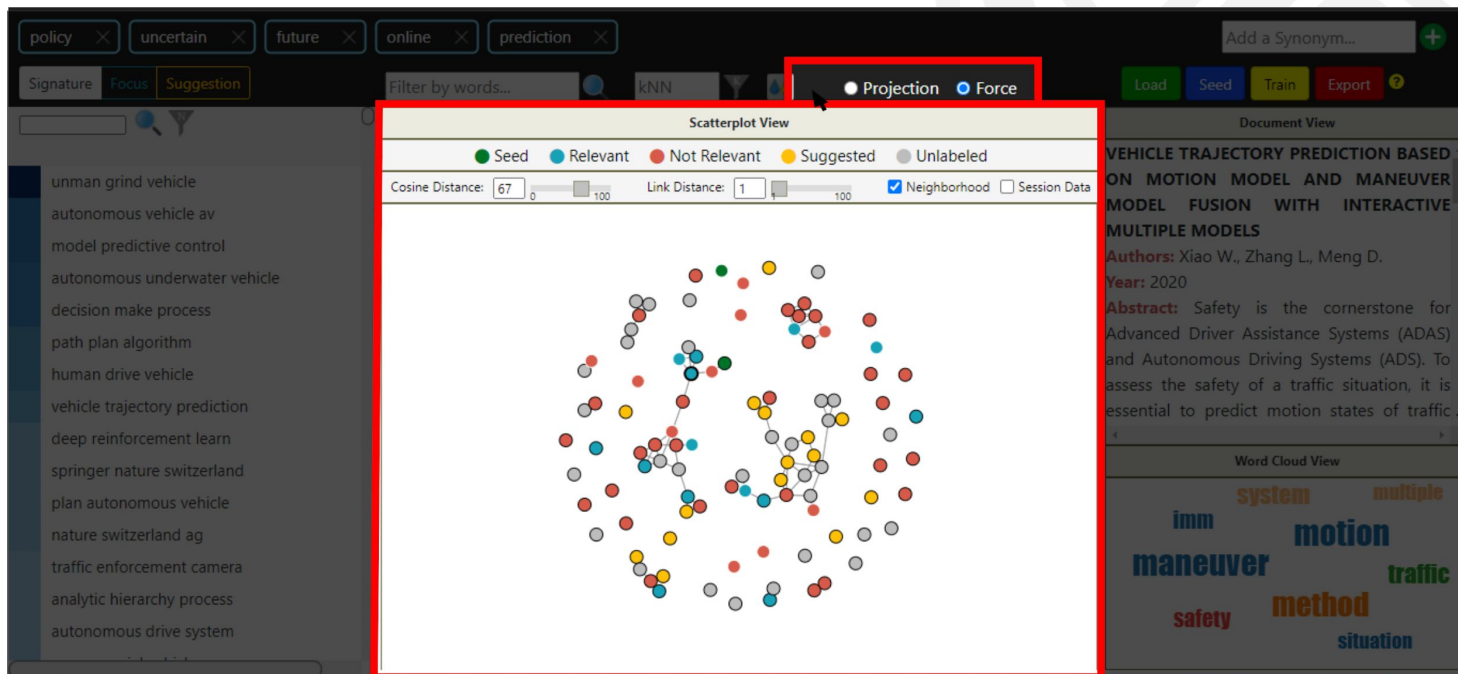 policy × uncertain × future × online × prediction × Add a Synonym...
Signature Focus Suggestion Filter by words... kNN Projection Force Load Seed Train Export ?
Scatterplot View
Seed Relevant Not Relevant Suggested Unlabeled
Cosine Distance: 67 0 100 Link Distance: 1 1 100 Neighborhood Session Data
unman grind vehicle
autonomous vehicle av
model predictive control
autonomous underwater vehicle
decision make process
path plan algorithm
human drive vehicle
vehicle trajectory prediction
deep reinforcement learn
springer nature switzerland
plan autonomous vehicle
nature switzerland ag
traffic enforcement camera
analytic hierarchy process
autonomous drive system
Document View
VEHICLE TRAJECTORY PREDICTION BASED
ON MOTION MODEL AND MANEUVER
MODEL FUSION WITH INTERACTIVE
MULTIPLE MODELS
Authors: Xiao W., Zhang L., Meng D.
Year: 2020
Abstract: Safety is the cornerstone for
Advanced Driver Assistance Systems (ADAS)
and Autonomous Driving Systems (ADS). To
assess the safety of a traffic situation, it is
essential to predict motion states of traffic
Word Cloud View
system multiple
imm motion
maneuver traffic
safety method
situation